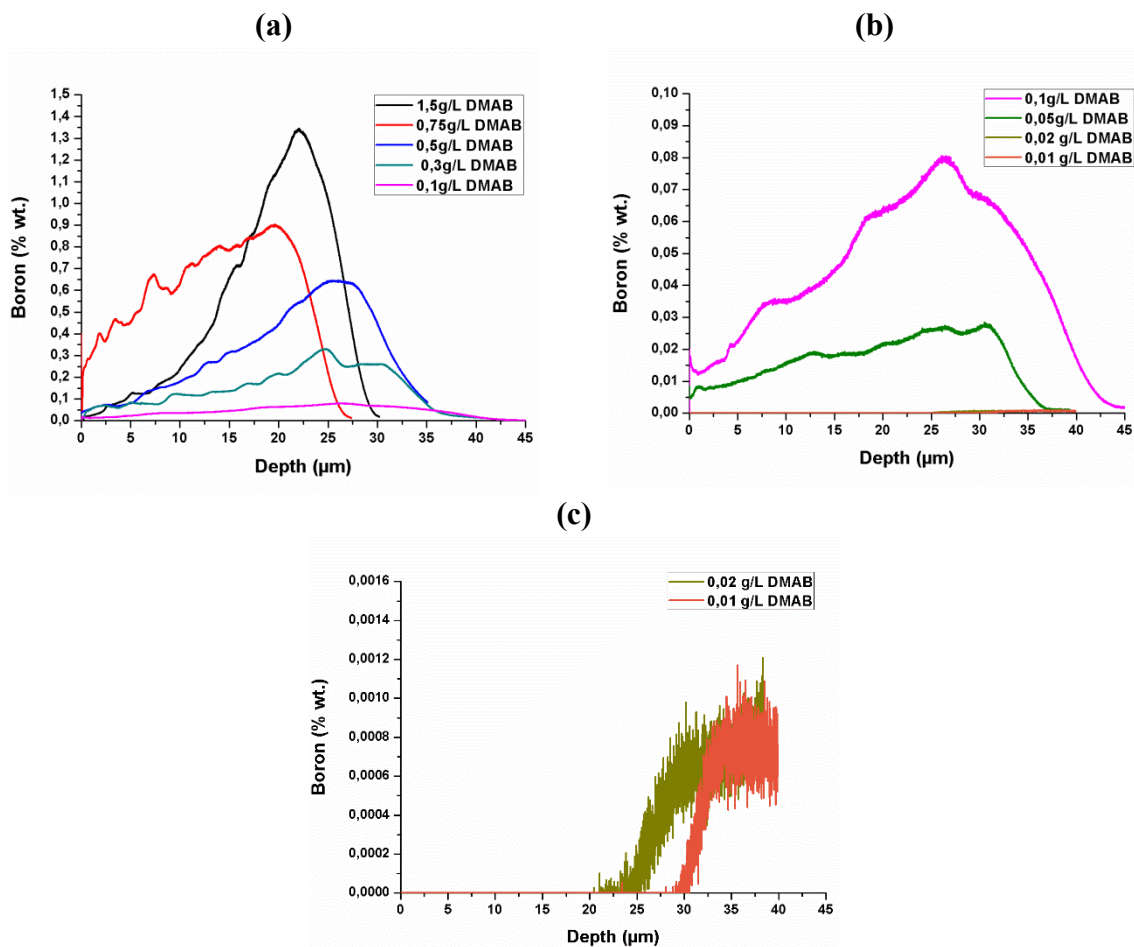 (a)
1,5
1,4
1,3
1,2
1,1
1,0
0,9
0,8
0,7
0,6
0,5
0,4
0,3
0,2
0,1
0,0
Boron (% wt.)
1,5g/L DMAB
0,75g/L DMAB
0,5g/L DMAB
0,3g/L DMAB
0,1g/L DMAB
0 5 10 15 20 25 30 35 40 45
Depth (µm)
(b)
0,10
0,09
0,08
0,07
0,06
0,05
0,04
0,03
0,02
0,01
0,00
Boron (% wt.)
0,1g/L DMAB
0,05g/L DMAB
0,02 g/L DMAB
0,01 g/L DMAB
0 5 10 15 20 25 30 35 40 45
Depth (µm)
(c)
0,0016
0,0014
0,0012
0,0010
0,0008
0,0006
0,0004
0,0002
0,0000
Boron (% wt.)
0,02 g/L DMAB
0,01 g/L DMAB
0 5 10 15 20 25 30 35 40 45
Depth (µm)